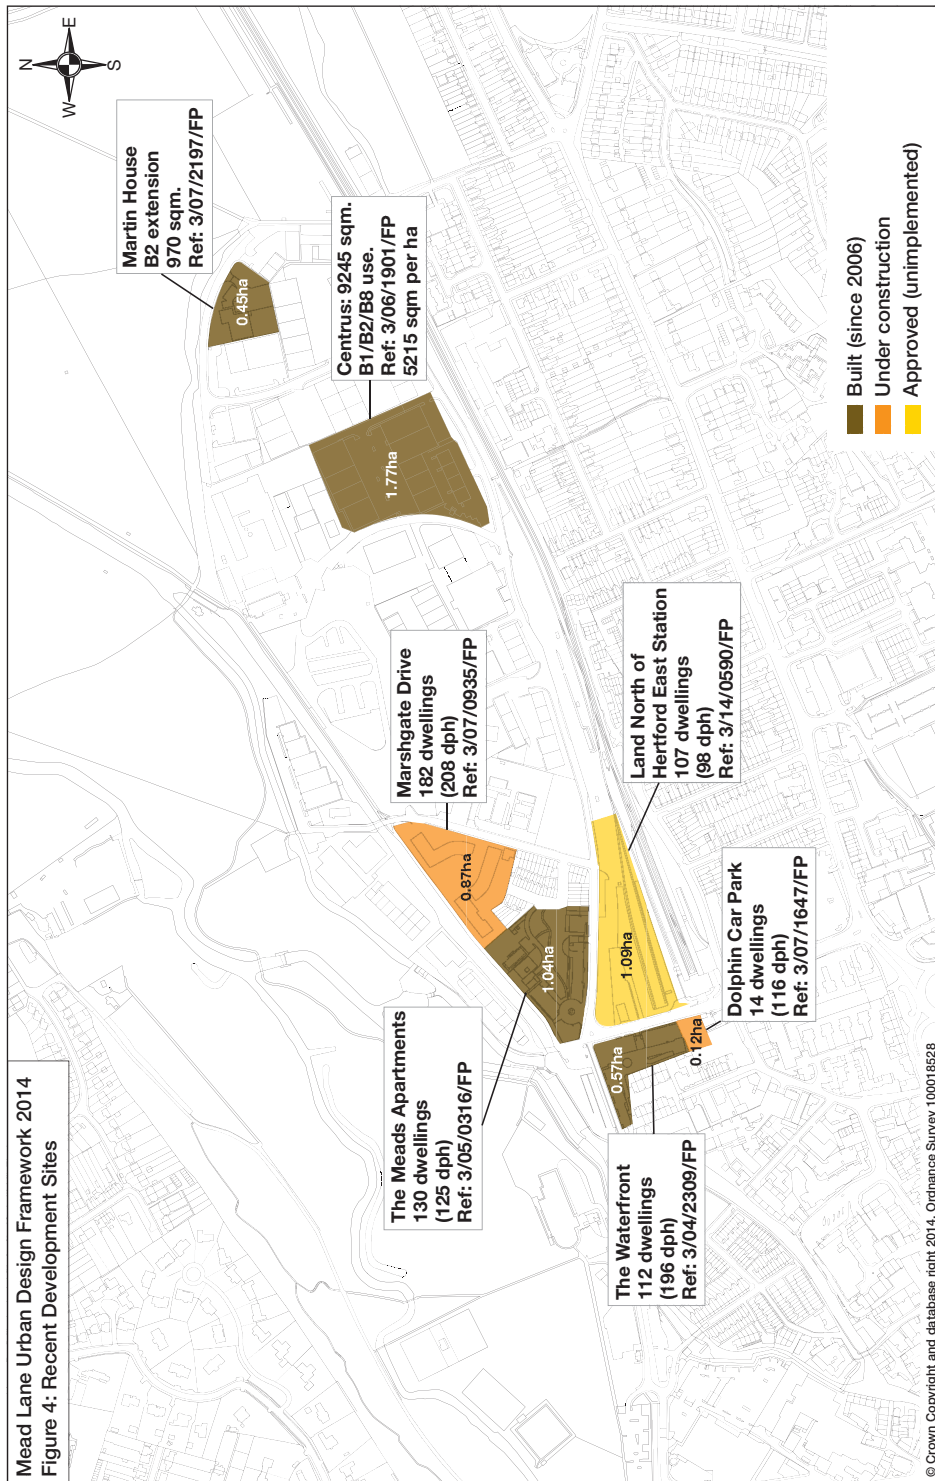 Mead Lane Urban Design Framework 2014
Figure 4: Recent Development Sites
N
E
S
W
Martin House
B2 extension
970 sqm.
Ref: 3/07/2197/FP
0.45ha
Centrus: 9245 sqm.
B1/B2/B8 use.
Ref: 3/06/1901/FP
5215 sqm per ha
1.77ha
Marshgate Drive
182 dwellings
(208 dph)
Ref: 3/07/0935/FP
0.87ha
The Meads Apartments
130 dwellings
(125 dph)
Ref: 3/05/0316/FP
1.04ha
Land North of
Hertford East Station
107 dwellings
(98 dph)
Ref: 3/14/0590/FP
1.09ha
The Waterfront
112 dwellings
(196 dph)
Ref: 3/04/2309/FP
0.57ha
Dolphin Car Park
14 dwellings
(116 dph)
Ref: 3/07/1647/FP
0.12ha
Built (since 2006)
Under construction
Approved (unimplemented)
© Crown Copyright and database right 2014. Ordnance Survey 100018528